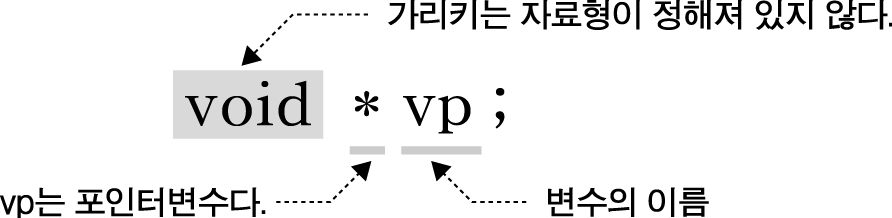 가리키는 자료형이 정해져 있지 않다.
void * vp ;
vp는 포인터변수다.
변수의 이름